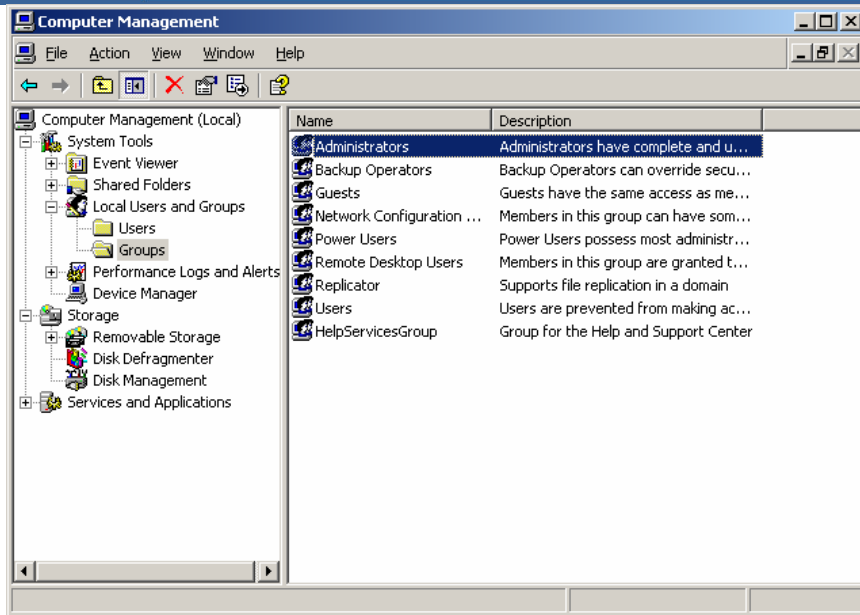 Computer Management
File Action View Window Help
Computer Management (Local)
System Tools
Event Viewer
Shared Folders
Local Users and Groups
Users
Groups
Performance Logs and Alerts
Device Manager
Storage
Removable Storage
Disk Defragmenter
Disk Management
Services and Applications
Name Description
Administrators Administrators have complete and u...
Backup Operators Backup Operators can override secu...
Guests Guests have the same access as me...
Network Configuration ... Members in this group can have som...
Power Users Power Users possess most administr...
Remote Desktop Users Members in this group are granted t...
Replicator Supports file replication in a domain
Users Users are prevented from making ac...
HelpServicesGroup Group for the Help and Support Center